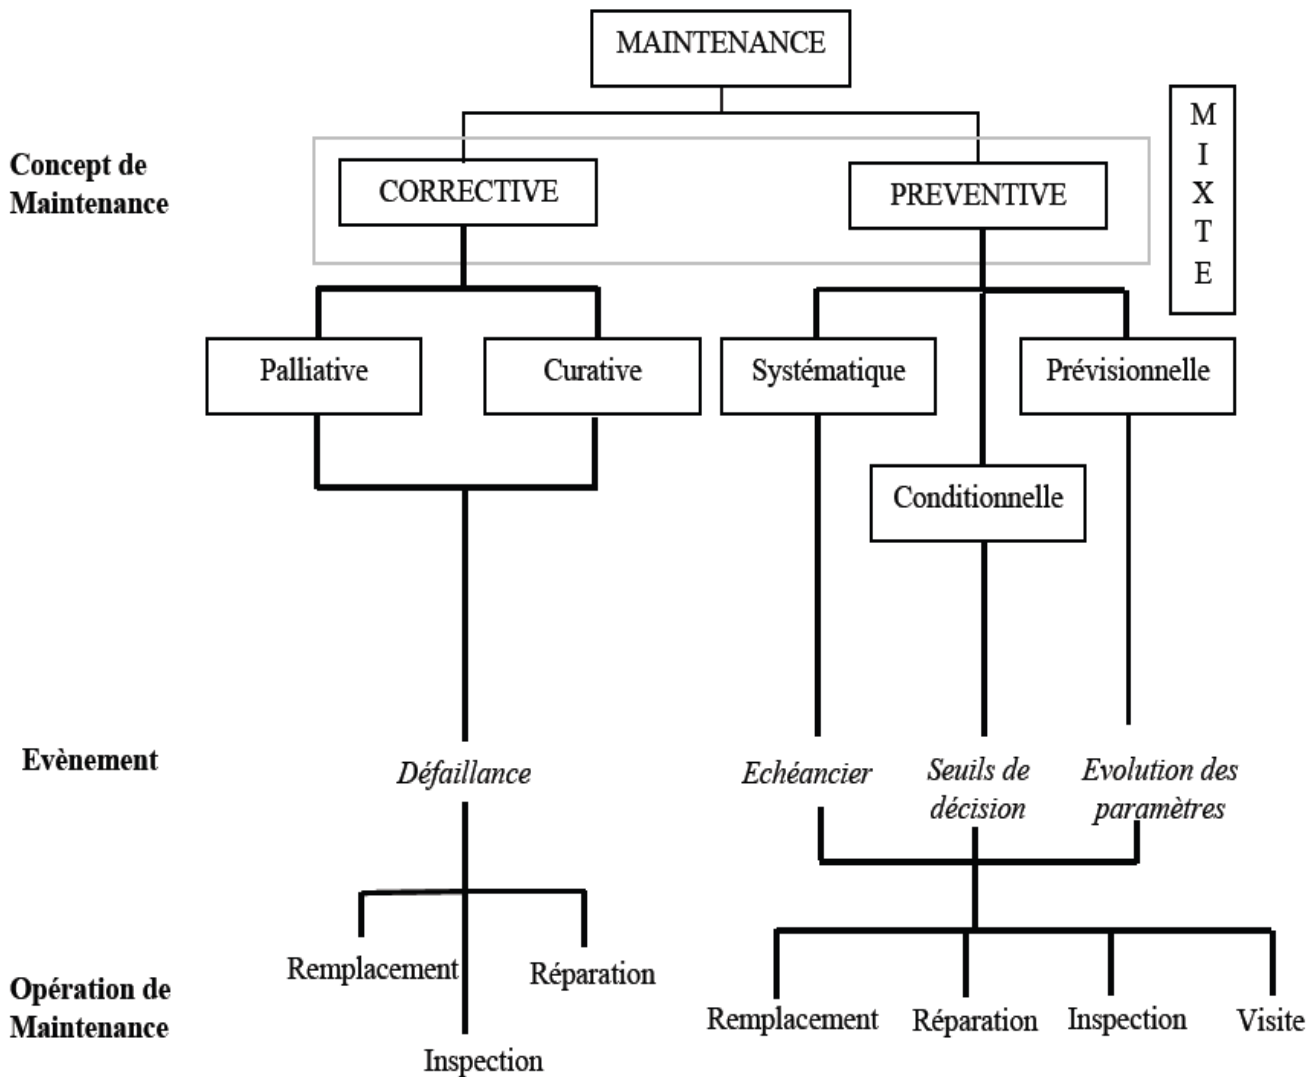 MAINTENANCE
M
I
X
T
E
Concept de
Maintenance
CORRECTIVE
PREVENTIVE
Palliative
Curative
Systématique
Prévisionnelle
Conditionnelle
Evènement
Défaillance
Echéancier
Seuils de
décision
Evolution des
paramètres
Opération de
Maintenance
Remplacement
Réparation
Inspection
Remplacement
Réparation
Inspection
Visite